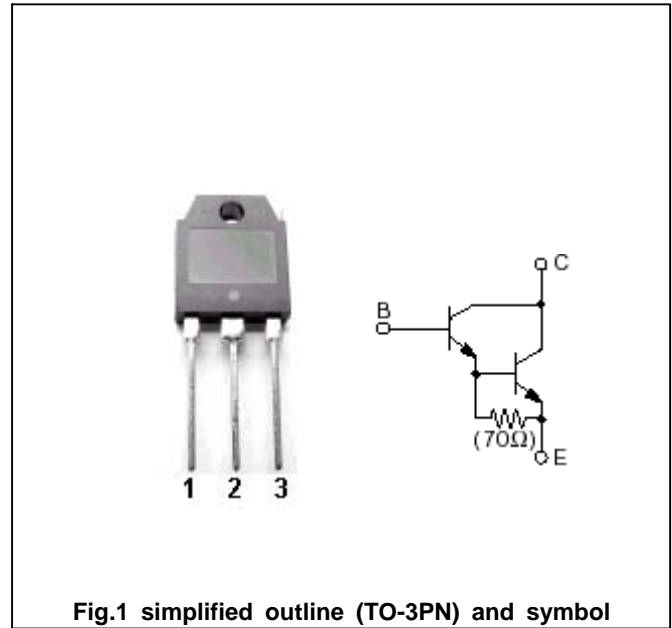 C
B
(70Ω)
E
1 2 3
Fig.1 simplified outline (TO-3PN) and symbol